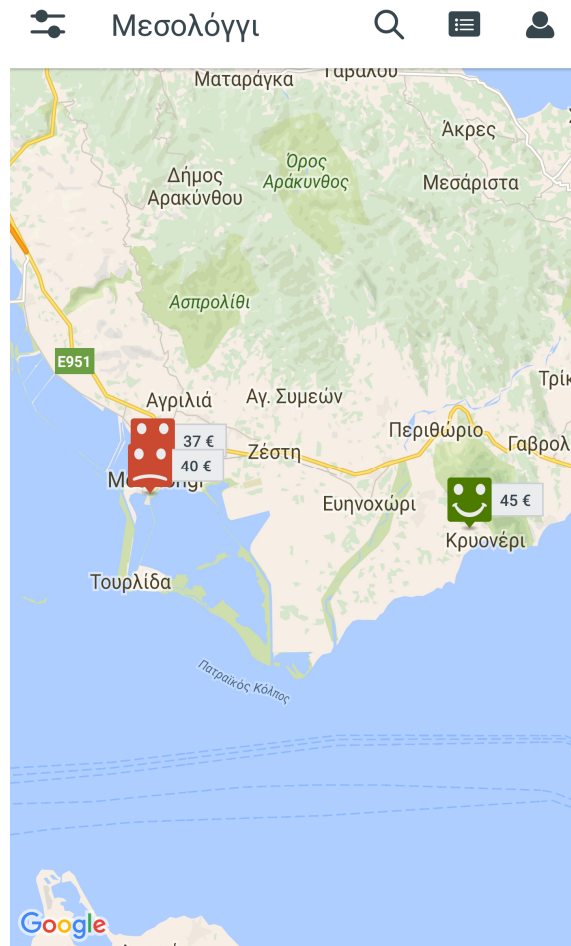 Μεσολόγγι
Γαβαλού
Ματαράγκα
Άκρες
Όρος
Αράκυνθος
Δήμος
Αρακύνθου
Μεσάριστα
Ασπρολίθι
E951
Τρίκ
Αγριλιά
Αγ. Συμεών
37 €
Περιθώριο
Γαβρολ
Ζέστη
40 €
45 €
Ευηνοχώρι
Κρυονέρι
Τουρλίδα
Πατραϊκός Κόλπος
Google